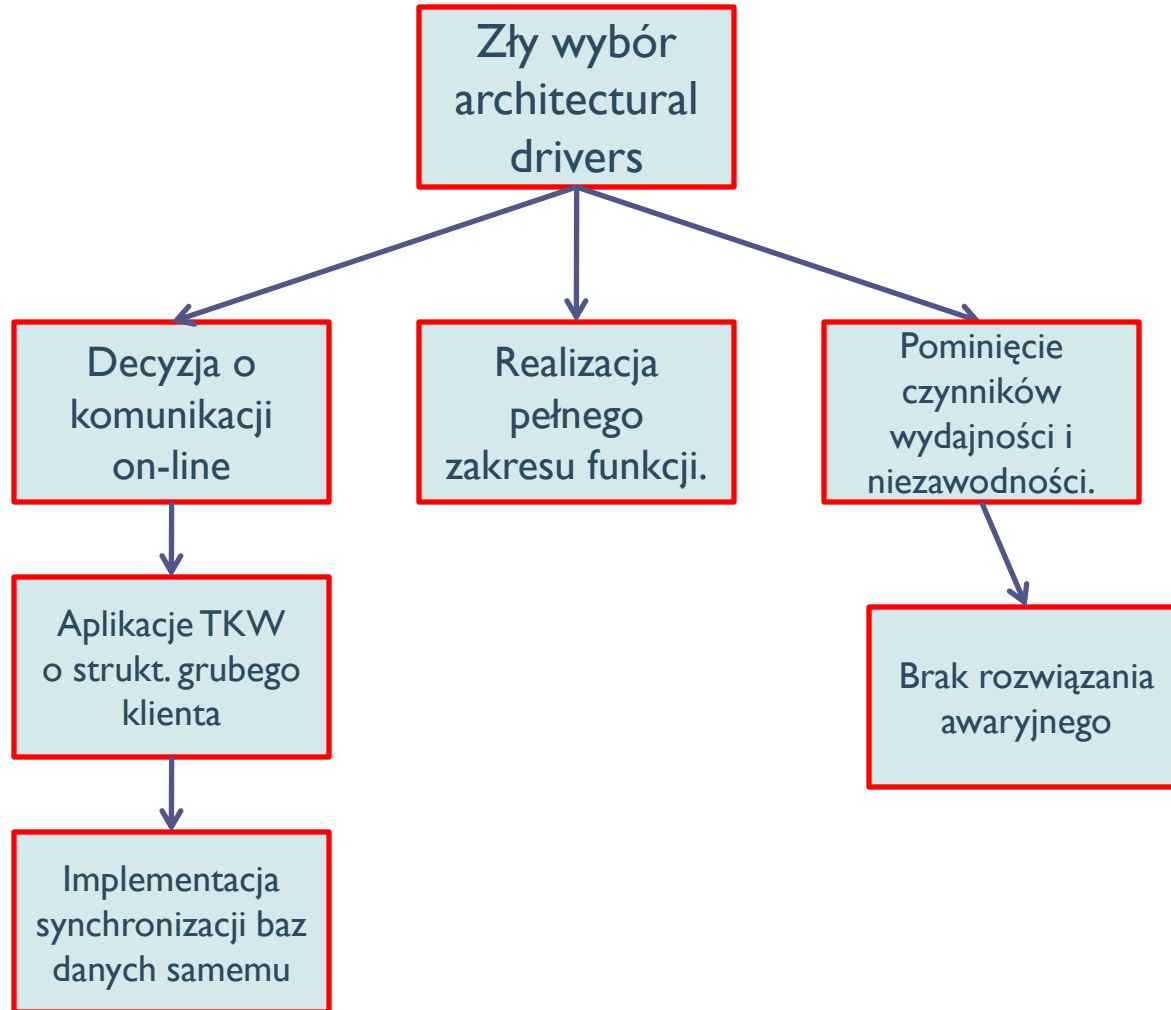 Zły wybór
architectural
drivers
Decyzja o
komunikacji
on-line
Realizacja
pełnego
zakresu funkcji.
Pominięcie
czynników
wydajności i
niezawodności.
Aplikacje TKW
o strukt. grubego
klienta
Brak rozwiązania
awaryjnego
Implementacja
synchronizacji baz
danych samemu